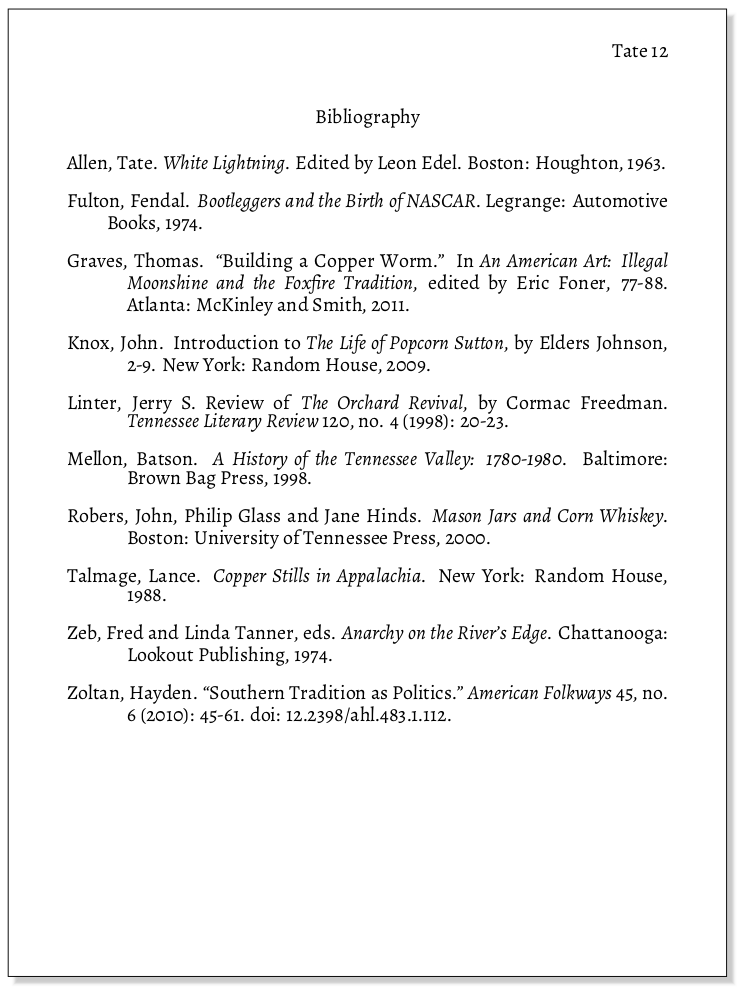 Tate 12
Bibliography
Allen, Tate. White Lightning. Edited by Leon Edel. Boston: Houghton, 1963.
Fulton, Fendal. Bootleggers and the Birth of NASCAR. Legrange: Automotive
Books, 1974.
Graves, Thomas. “Building a Copper Worm.” In An American Art: Illegal
Moonshine and the Foxfire Tradition, edited by Eric Foner, 77-88.
Atlanta: McKinley and Smith, 2011.
Knox, John. Introduction to The Life of Popcorn Sutton, by Elders Johnson,
2-9. New York: Random House, 2009.
Linter, Jerry S. Review of The Orchard Revival, by Cormac Freedman.
Tennessee Literary Review 120, no. 4 (1998): 20-23.
Mellon, Batson. A History of the Tennessee Valley: 1780-1980. Baltimore:
Brown Bag Press, 1998.
Robers, John, Philip Glass and Jane Hinds. Mason Jars and Corn Whiskey.
Boston: University of Tennessee Press, 2000.
Talmage, Lance. Copper Stills in Appalachia. New York: Random House,
1988.
Zeb, Fred and Linda Tanner, eds. Anarchy on the River’s Edge. Chattanooga:
Lookout Publishing, 1974.
Zoltan, Hayden. “Southern Tradition as Politics.” American Folkways 45, no.
6 (2010): 45-61. doi: 12.2398/ahl.483.1.112.